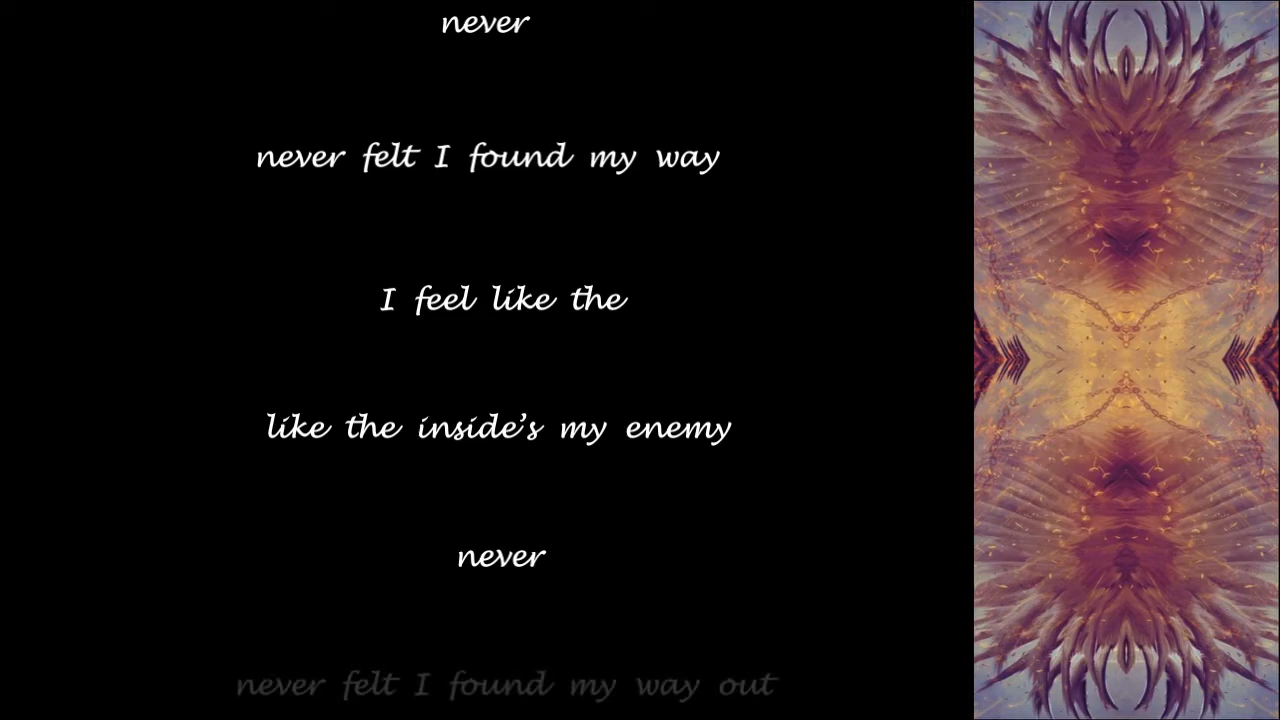 never
never felt I found my way
I feel like the
like the inside's my enemy
never
never felt I found my way out